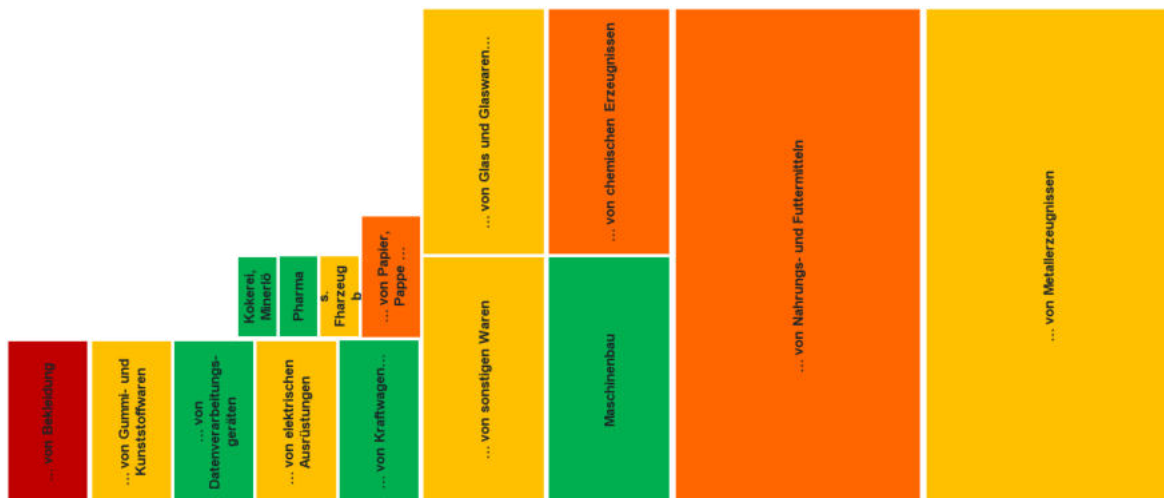 ... von Bekleidung
... von Gummi- und
Kunststoffwaren
... von
Datenverarbeitungs-
geräten
... von elektrischen
Ausrüstungen
... von Kraftwagen...
Kokerei,
Minerlö
Pharma
s.
Fharzeug
b
... von Papier,
Pappe ...
... von Glas und Glaswaren...
... von sonstigen Waren
... von chemischen Erzeugnissen
Maschinenbau
... von Nahrungs- und Futtermitteln
... von Metallerzeugnissen